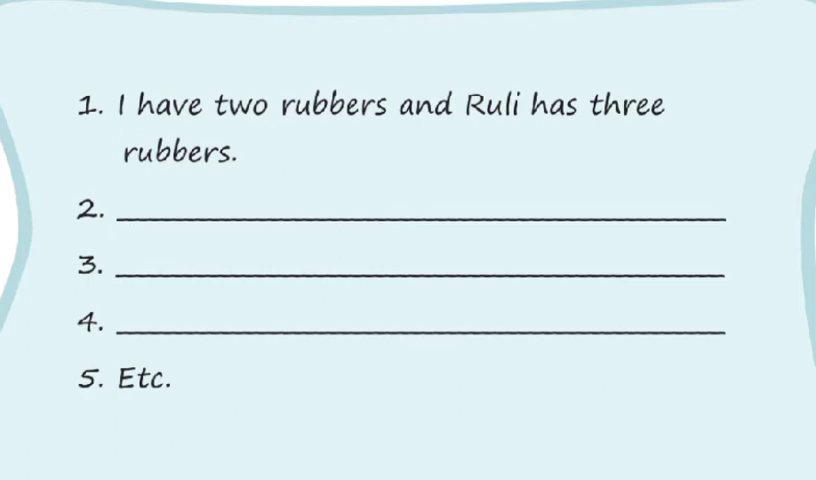 1. I have two rubbers and Ruli has three
rubbers.
2.
3.
4.
5. Etc.